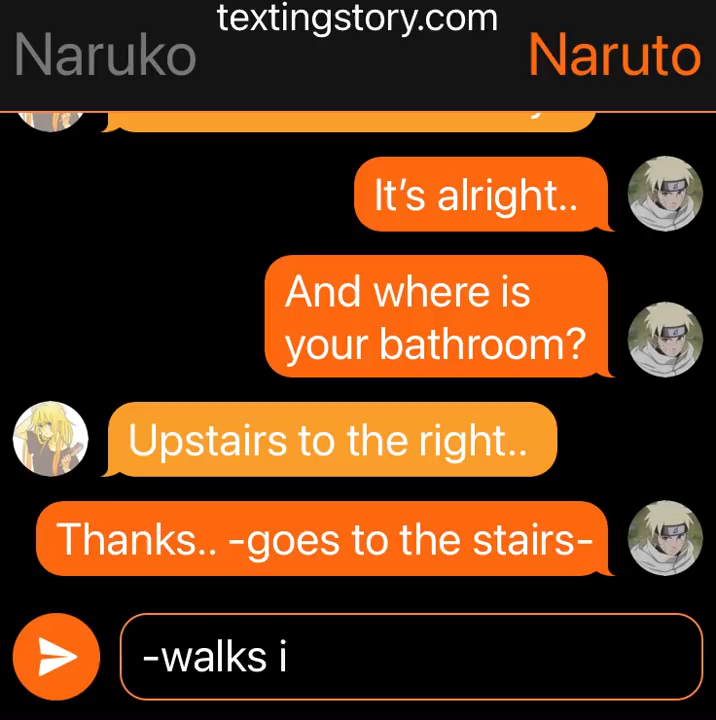 textingstory.com
Naruko
Naruto
It’s alright..
And where is
your bathroom?
Upstairs to the right..
Thanks.. -goes to the stairs-
-walks i